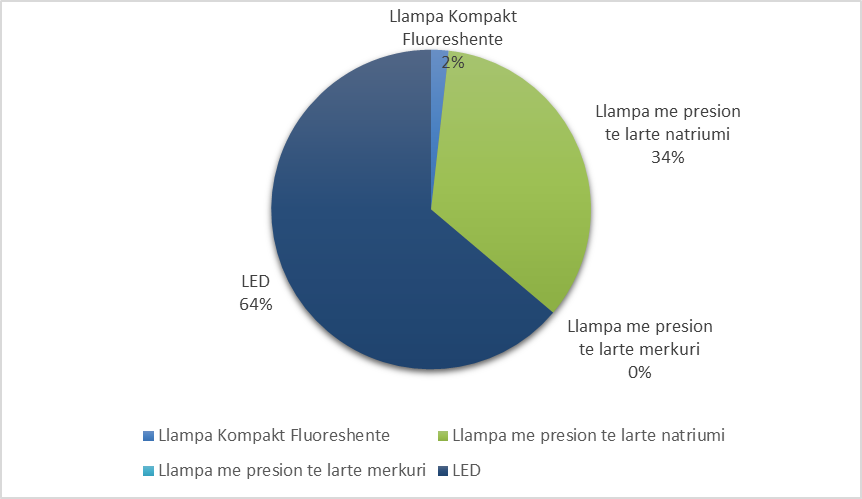 Llampa Kompakt
Fluoreshente
2%
Llampa me presion
te larte natriumi
34%
LED
64%
Llampa me presion
te larte merkuri
0%
Llampa Kompakt Fluoreshente
Llampa me presion te larte natriumi
Llampa me presion te larte merkuri
LED